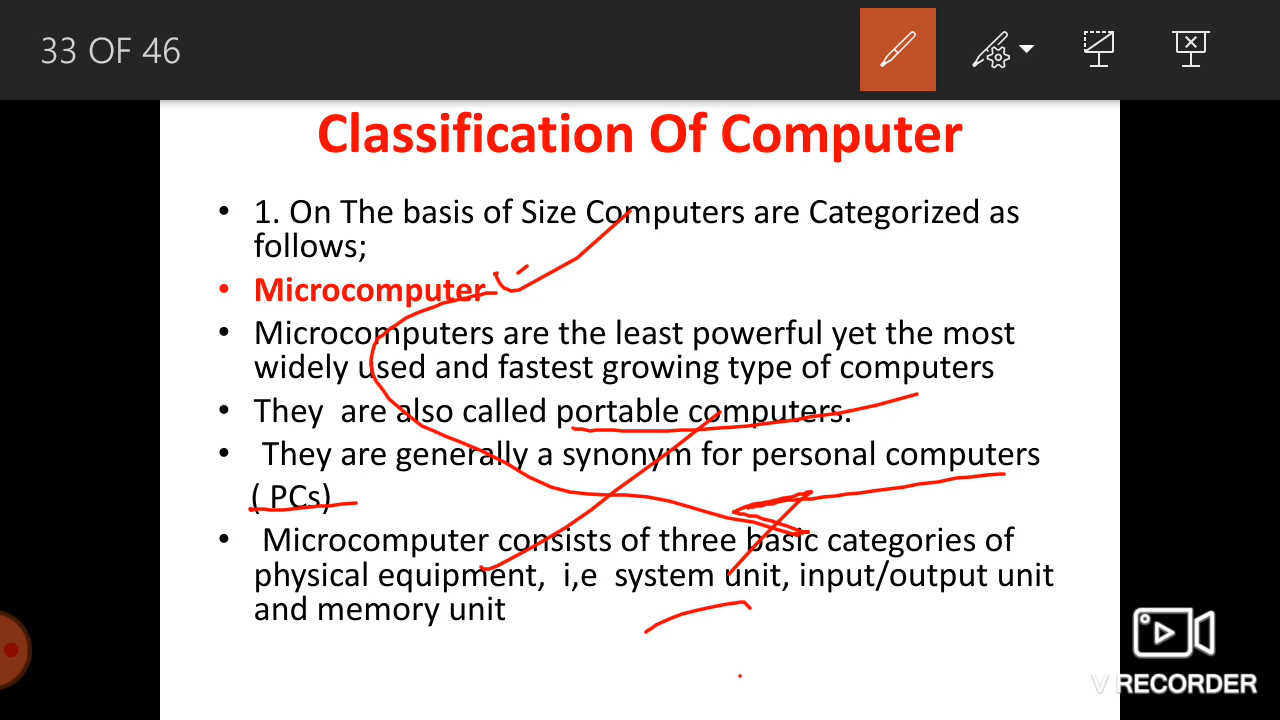 33 OF 46
Classification Of Computer
• 1. On The basis of Size Computers are Categorized as
follows;
• Microcomputer
• Microcomputers are the least powerful yet the most
widely used and fastest growing type of computers
• They are also called portable computers.
• They are generally a synonym for personal computers
( PCs)
• Microcomputer consists of three basic categories of
physical equipment, i,e system unit, input/output unit
and memory unit
V RECORDER